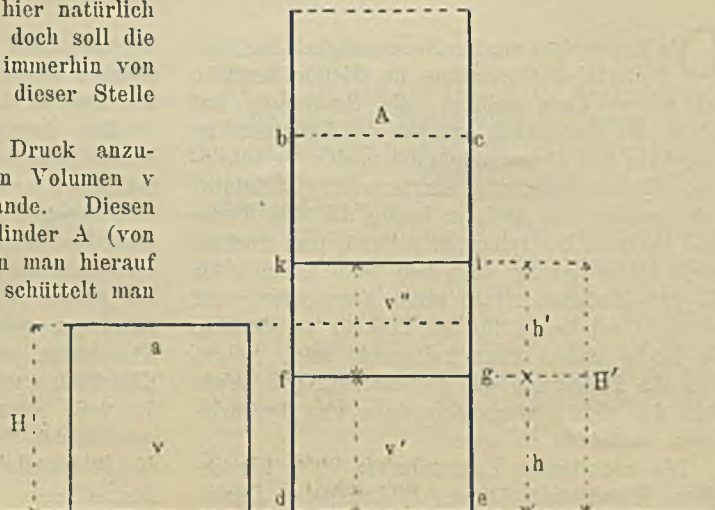 hier natürlich
doch soll die
immerhin von
dieser Stelle
Druck anzu-
n Volumen v
ande. Diesen
linder A (von
n man hierauf
schüttelt man
A
b c
k i
v"
h'
a
f g H'
H
v v' h
d e